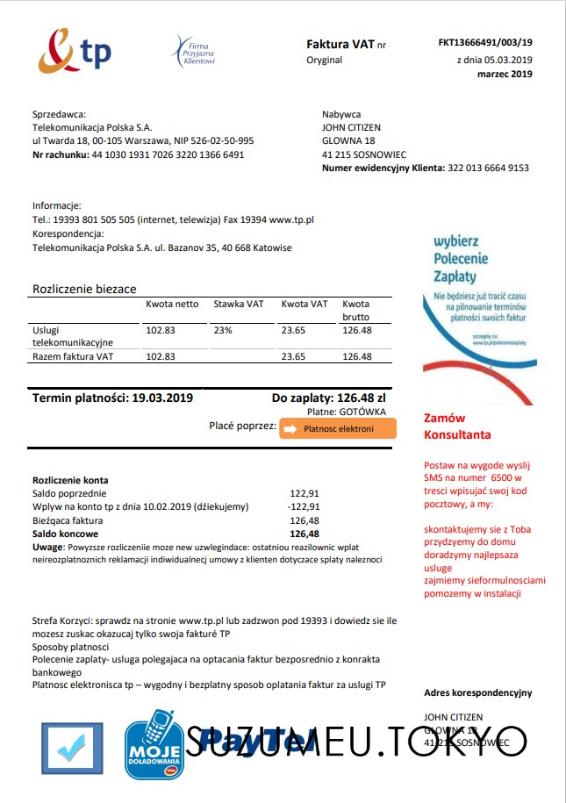 tp
Firma
Przyjazna
Klientowi
Faktura VAT nr FKT13666491/003/19
Oryginal z dnia 05.03.2019
marzec 2019
Sprzedawca:
Telekomunikacja Polska S.A.
ul Twarda 18, 00-105 Warszawa, NIP 526-02-50-995
Nr rachunku: 44 1030 1931 7026 3220 1366 6491
Nabywca
JOHN CITIZEN
GLOWNA 18
41 215 SOSNOWIEC
Numer ewidencyjny Klienta: 322 013 6664 9153
Informacje:
Tel.: 19393 801 505 505 (internet, telewizja) Fax 19394 www.tp.pl
Korespondencja:
Telekomunikacja Polska S.A. ul. Bazanov 35, 40 668 Katowise
wybierz
Polecenie
Zapłaty
Nie będziesz już tracić czasu
na pilnowanie terminów
płatności swoich faktur
szczegóły na:
www.tp.pl/poleceniezaplaty
Rozliczenie biezace
Kwota netto Stawka VAT Kwota VAT Kwota
brutto
Uslugi 102.83 23% 23.65 126.48
telekomunikacyjne
Razem faktura VAT 102.83 23.65 126.48
Termin platności: 19.03.2019 Do zaplaty: 126.48 zl
Platne: GOTÓWKA
Placé poprzez: Platnosc elektroni
Zamów
Konsultanta
Postaw na wygode wyslij
SMS na numer 6500 w
tresci wpisujać swoj kod
pocztowy, a my:
skontaktujemy sie z Toba
przydzyemy do domu
doradzymy najlepsza
usluge
zajmiemy sieformulnosciami
pomozemy w instalacji
Rozliczenie konta
Saldo poprzednie 122,91
Wplyw na konto tp z dnia 10.02.2019 (dźiekujemy) -122,91
Bieżąca faktura 126,48
Saldo koncowe 126,48
Uwage: Powyzsze rozliczeniie moze new uzwlegindace: ostatniou reazilownic wplat
neireozplatnoznich reklamacji indiwidualnecj umowy z klienten dotyczace splaty naleznoci
Strefa Korzyci: sprawdz na stronie www.tp.pl lub zadzwon pod 19393 i dowiedz sie ile
mozesz zuskac okazucaj tylko swoja fakturé TP
Sposoby platnosci
Polecenie zaplaty- usluga polegajaca na optacania faktur bezposrednio z konrakta
bankowego
Platnosc elektronisca tp – wygodny i bezplatny sposob oplatania faktur za uslugi TP
Adres korespondencyjny
JOHN CITIZEN
GLOWNA 18
41 215 SOSNOWIEC
MOJE
DOŁADOWANIA
PayTel
SUZUMEU.TOKYO